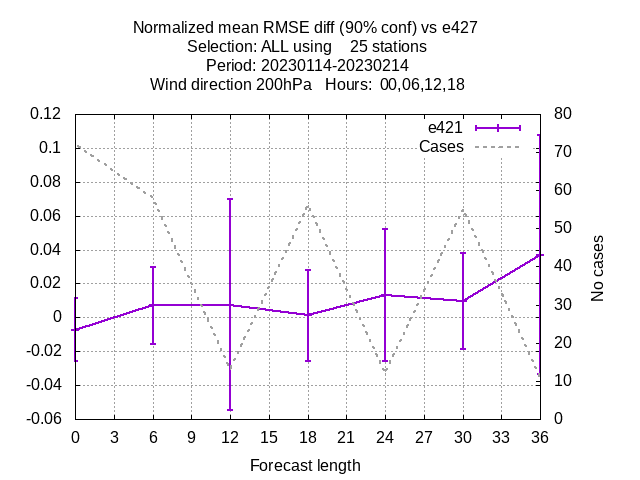 Normalized mean RMSE diff (90% conf) vs e427
Selection: ALL using    25 stations
Period: 20230114-20230214
Wind direction 200hPa   Hours:  00,06,12,18
0.12
0.1
0.08
0.06
0.04
0.02
0
-0.02
-0.04
-0.06
e421
Cases
80
70
60
50
40
30
20
10
0
No cases
0 3 6 9 12 15 18 21 24 27 30 33 36
Forecast length